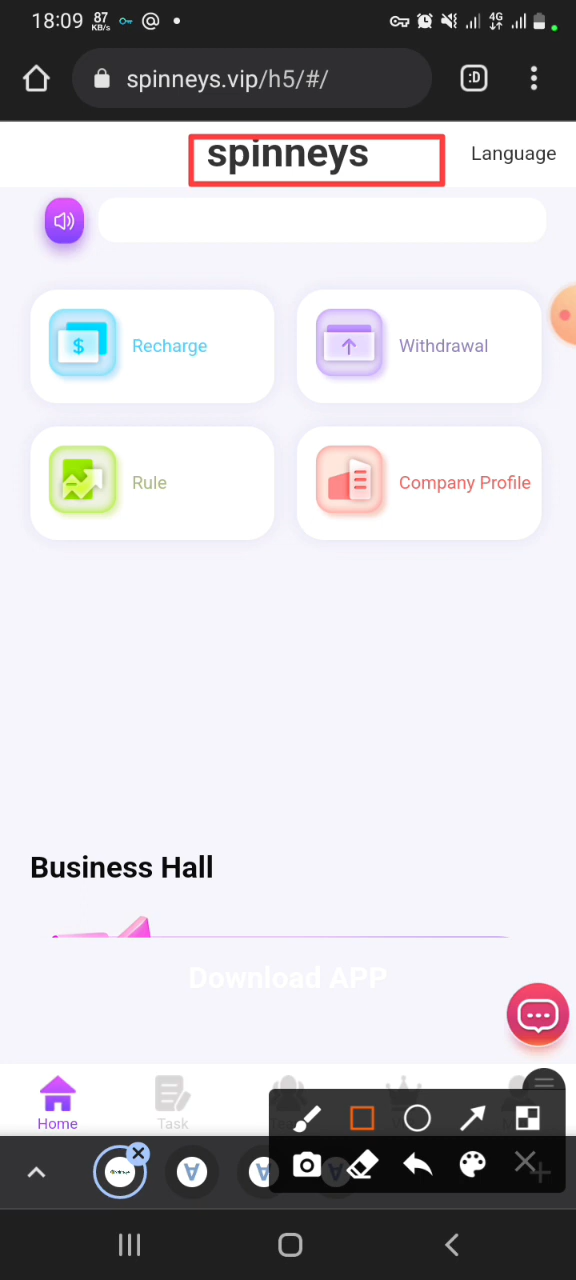 18:09 87 KB/s @ 4G
spinneys.vip/h5/#/ :D
spinneys Language
Recharge Withdrawal
$
Rule Company Profile
Business Hall
Download APP
Home Task